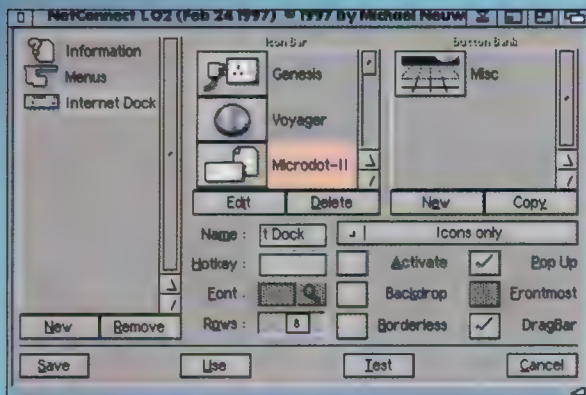 NetConnect 1.02 (Feb 24 1997) © 1997 by Michael Neuw
Information
Menus
Internet Dock
New
Remove
Icon Bar
Genesis
Voyager
Microdot-II
Edit
Delete
Button Bank
Misc
New
Copy
Name :
t Dock
Icons only
Hotkey :
Activate
Pop Up
Font :
Backdrop
Frontmost
Rows :
8
Borderless
DragBar
Save
Use
Test
Cancel